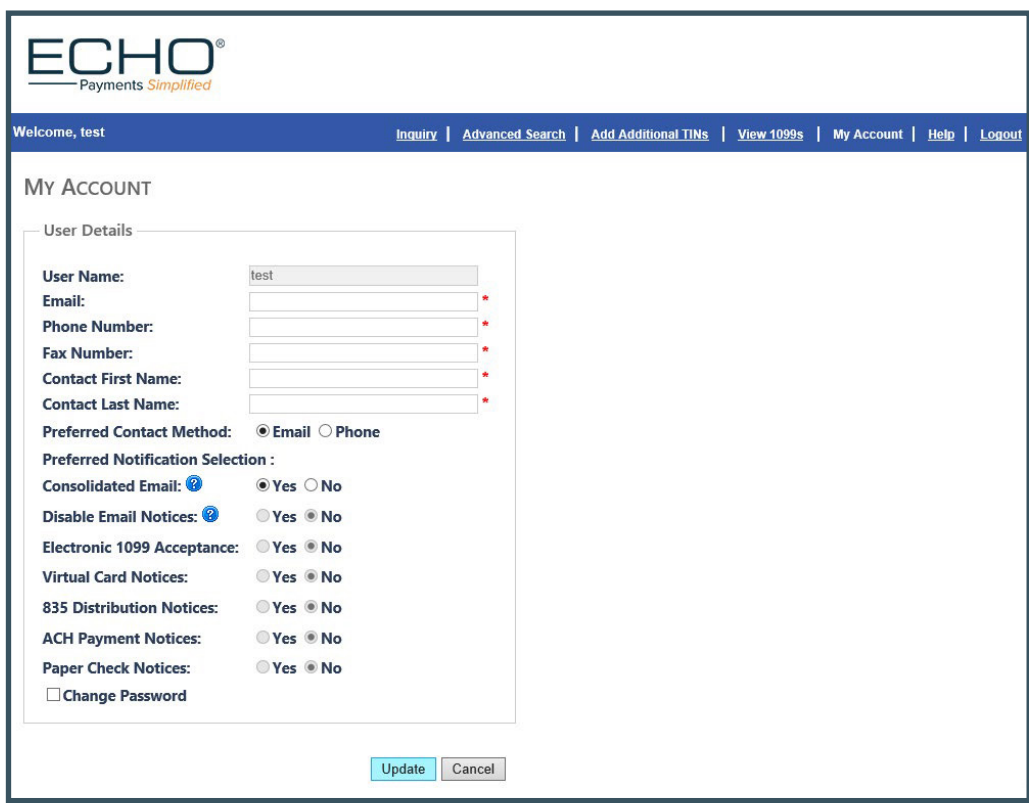 ECHO®
Payments Simplified
Welcome, test
Inquiry | Advanced Search | Add Additional TINs | View 1099s | My Account | Help | Logout
MY ACCOUNT
User Details
User Name: test
Email: *
Phone Number: *
Fax Number: *
Contact First Name: *
Contact Last Name: *
Preferred Contact Method: Email Phone
Preferred Notification Selection :
Consolidated Email: ? Yes No
Disable Email Notices: ? Yes No
Electronic 1099 Acceptance: Yes No
Virtual Card Notices: Yes No
835 Distribution Notices: Yes No
ACH Payment Notices: Yes No
Paper Check Notices: Yes No
Change Password
Update Cancel